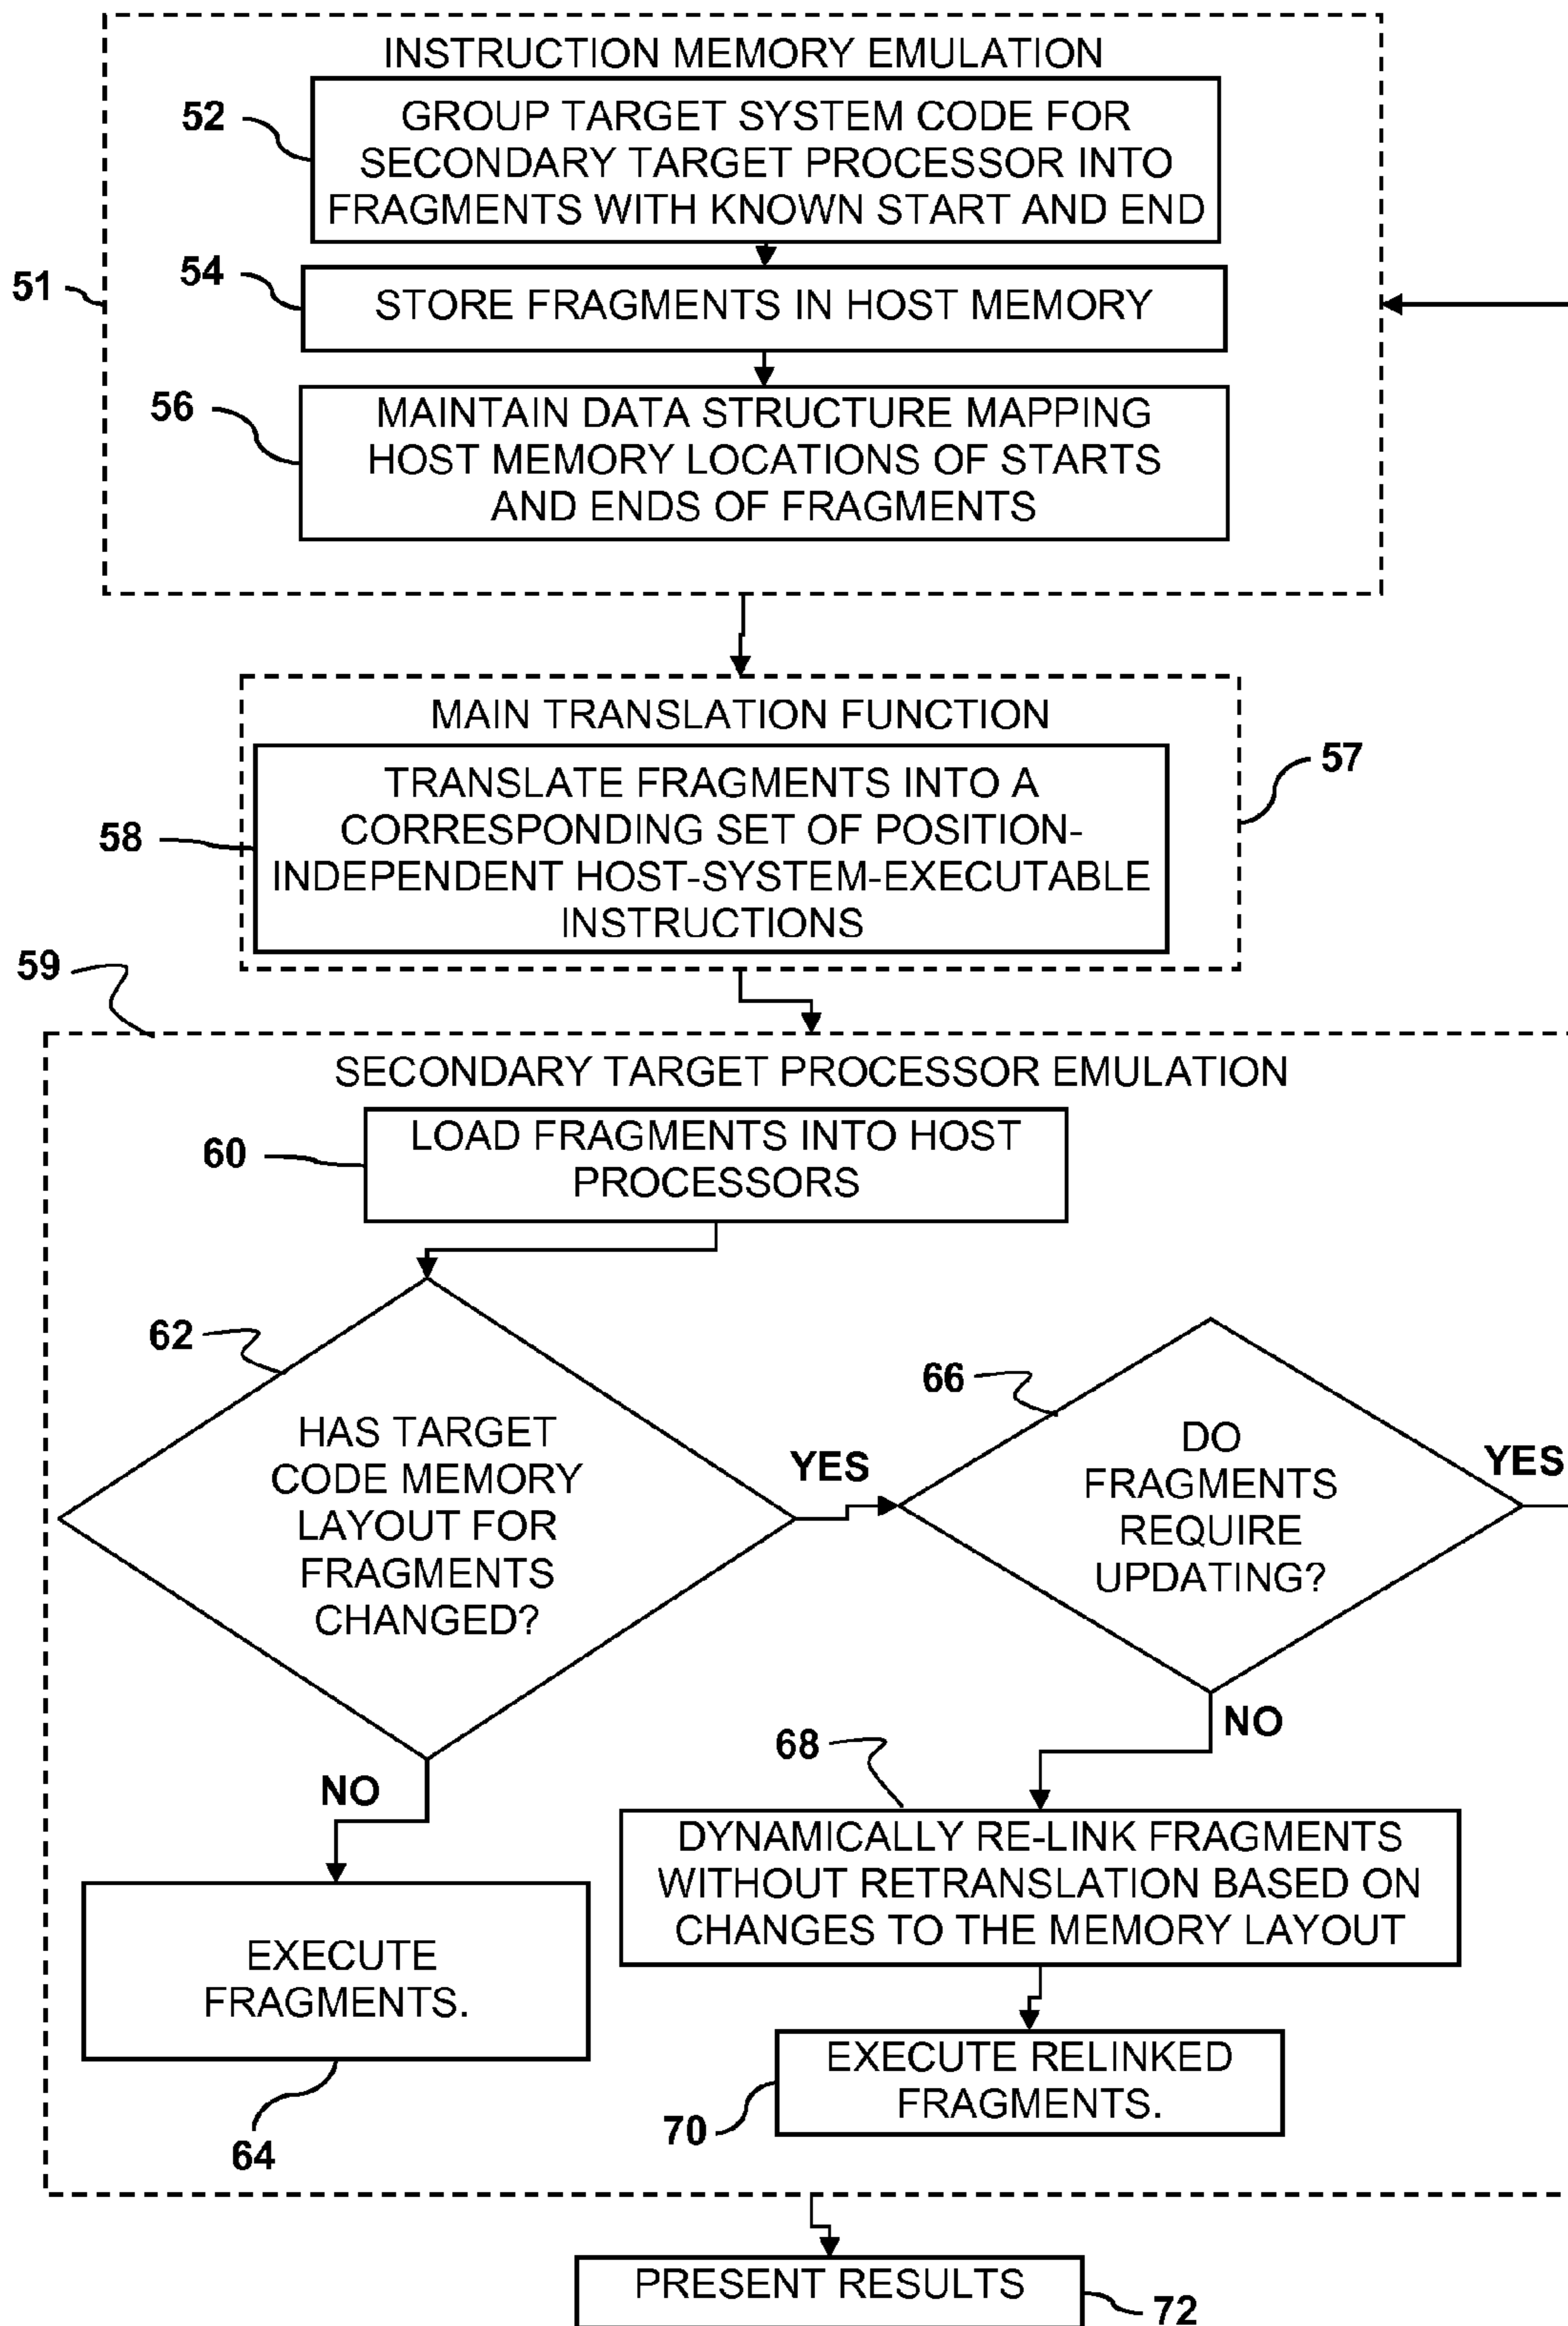 INSTRUCTION MEMORY EMULATION
52
GROUP TARGET SYSTEM CODE FOR
SECONDARY TARGET PROCESSOR INTO
FRAGMENTS WITH KNOWN START AND END
51
54
STORE FRAGMENTS IN HOST MEMORY
56
MAINTAIN DATA STRUCTURE MAPPING
HOST MEMORY LOCATIONS OF STARTS
AND ENDS OF FRAGMENTS
MAIN TRANSLATION FUNCTION
57
58
TRANSLATE FRAGMENTS INTO A
CORRESPONDING SET OF POSITION-
INDEPENDENT HOST-SYSTEM-EXECUTABLE
INSTRUCTIONS
59
SECONDARY TARGET PROCESSOR EMULATION
60
LOAD FRAGMENTS INTO HOST
PROCESSORS
62
HAS TARGET
CODE MEMORY
LAYOUT FOR
FRAGMENTS
CHANGED?
YES
66
DO
FRAGMENTS
REQUIRE
UPDATING?
YES
NO
NO
68
DYNAMICALLY RE-LINK FRAGMENTS
WITHOUT RETRANSLATION BASED ON
CHANGES TO THE MEMORY LAYOUT
EXECUTE
FRAGMENTS.
64
EXECUTE RELINKED
FRAGMENTS.
70
PRESENT RESULTS
72